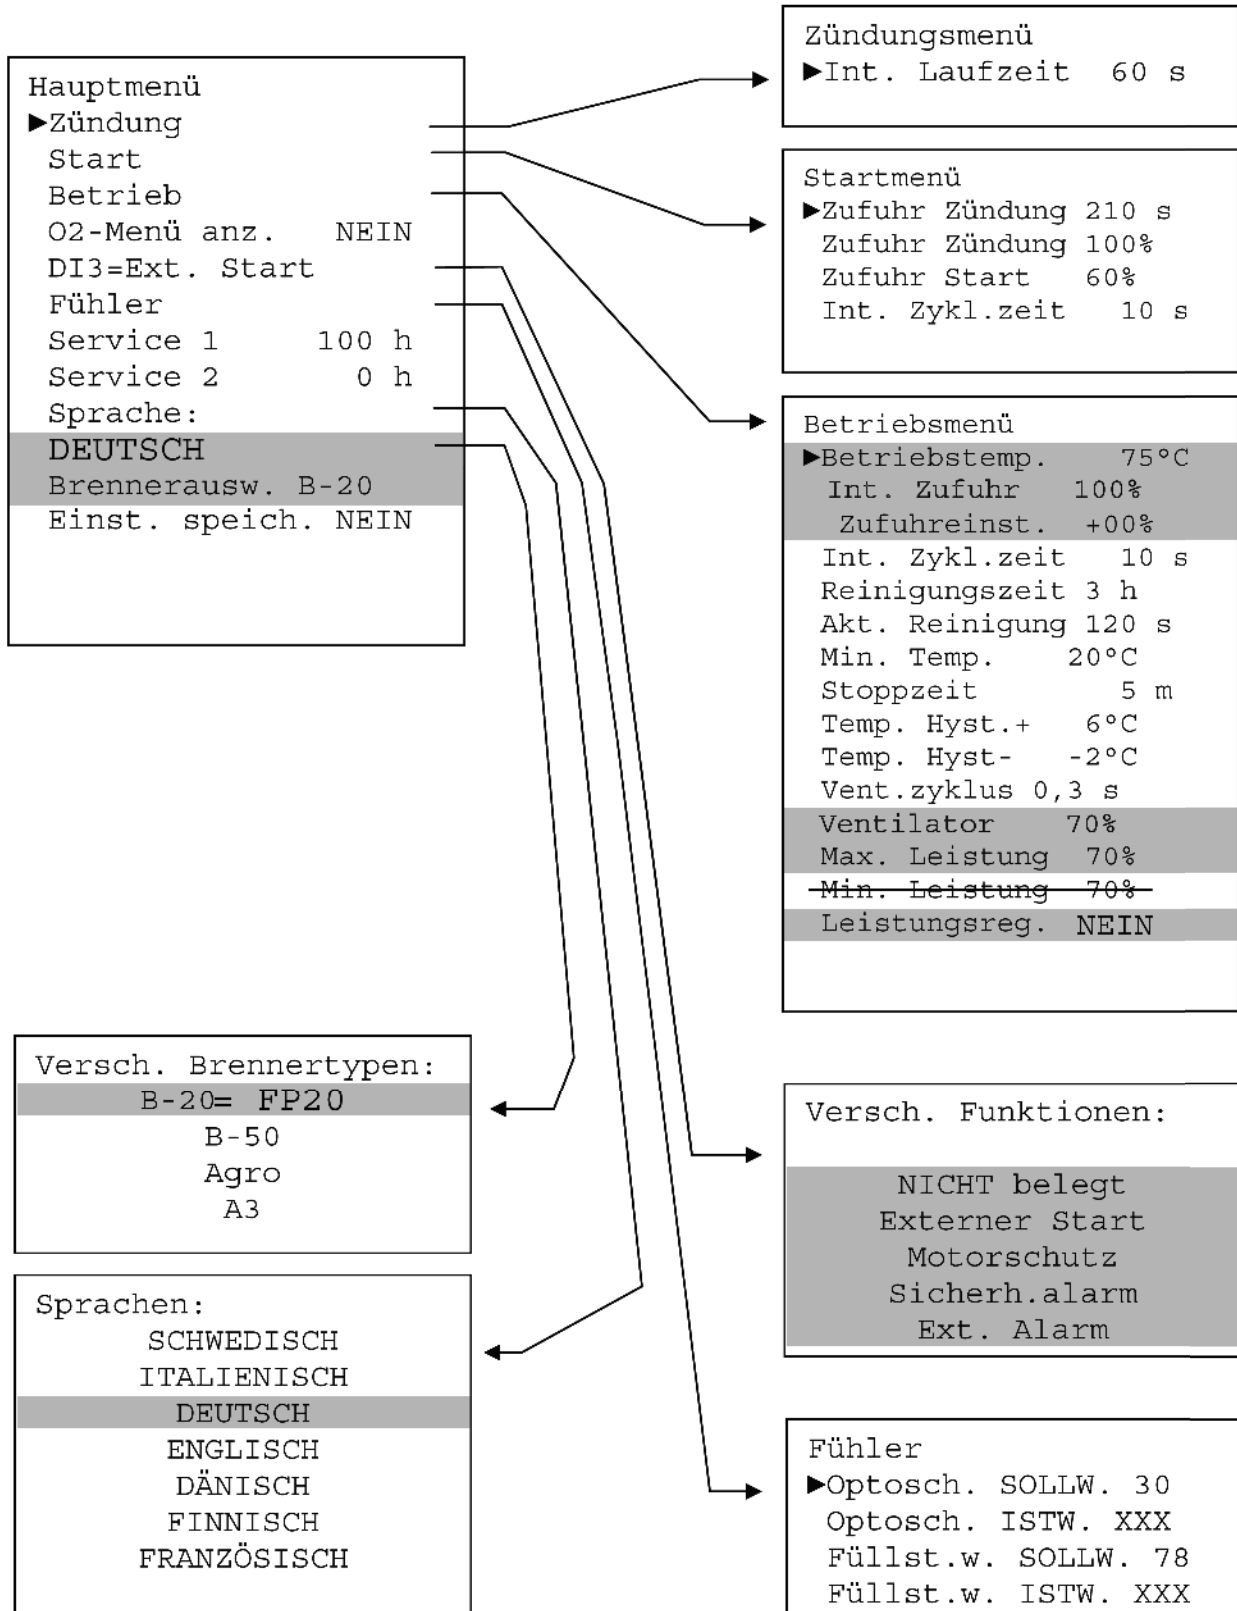 Hauptmenü
▶Zündung
Start
Betrieb
O2-Menü anz. NEIN
DI3=Ext. Start
Fühler
Service 1 100 h
Service 2 0 h
Sprache:
DEUTSCH
Brennerausw. B-20
Einst. speich. NEIN
Zündungsmenü
▶Int. Laufzeit 60 s
Startmenü
▶Zufuhr Zündung 210 s
Zufuhr Zündung 100%
Zufuhr Start 60%
Int. Zykl.zeit 10 s
Betriebsmenü
▶Betriebstemp. 75°C
Int. Zufuhr 100%
Zufuhreinst. +00%
Int. Zykl.zeit 10 s
Reinigungszeit 3 h
Akt. Reinigung 120 s
Min. Temp. 20°C
Stoppzeit 5 m
Temp. Hyst.+ 6°C
Temp. Hyst- -2°C
Vent.zyklus 0,3 s
Ventilator 70%
Max. Leistung 70%
Min. Leistung 70%
Leistungsreg. NEIN
Versch. Brennertypen:
B-20= FP20
B-50
Agro
A3
Versch. Funktionen:
NICHT belegt
Externer Start
Motorschutz
Sicherh.alarm
Ext. Alarm
Sprachen:
SCHWEDISCH
ITALIENISCH
DEUTSCH
ENGLISCH
DÄNISCH
FINNISCH
FRANZÖSISCH
Fühler
▶Optosch. SOLLW. 30
Optosch. ISTW. XXX
Füllst.w. SOLLW. 78
Füllst.w. ISTW. XXX